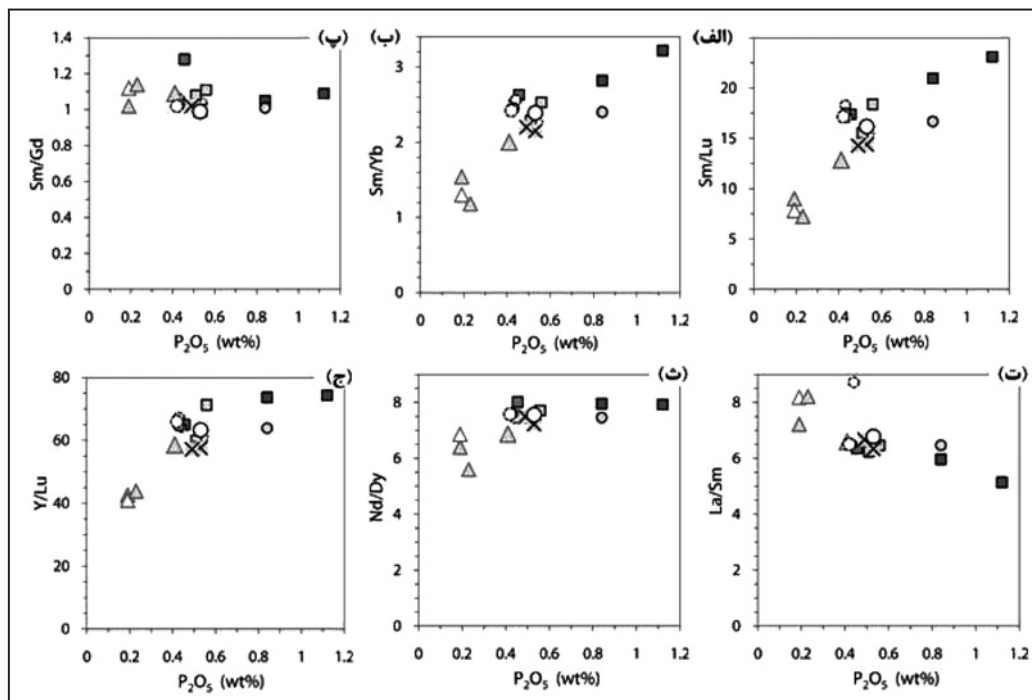 (الف)
Sm/Lu
20
15
10
5
0
0 0.2 0.4 0.6 0.8 1 1.2
P₂O₅ (wt%)
(ب)
Sm/Yb
3
2
1
0
0 0.2 0.4 0.6 0.8 1 1.2
P₂O₅ (wt%)
(پ)
Sm/Gd
1.4
1.2
1
0.8
0.6
0.4
0.2
0
0 0.2 0.4 0.6 0.8 1 1.2
P₂O₅ (wt%)
(ت)
La/Sm
8
6
4
2
0
0 0.2 0.4 0.6 0.8 1 1.2
P₂O₅ (wt%)
(ث)
Nd/Dy
8
6
4
2
0
0 0.2 0.4 0.6 0.8 1 1.2
P₂O₅ (wt%)
(ج)
Y/Lu
80
60
40
20
0
0 0.2 0.4 0.6 0.8 1 1.2
P₂O₅ (wt%)